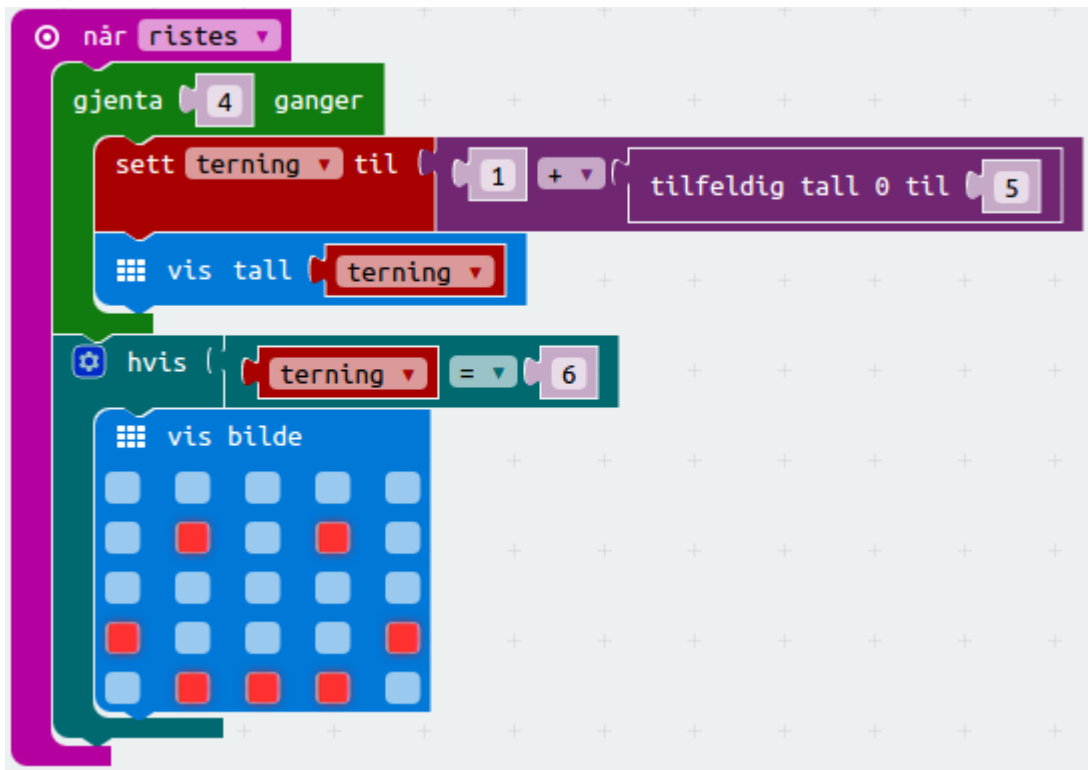 når ristes
gjenta 4 ganger
sett terning til 1 + tilfeldig tall 0 til 5
vis tall terning
hvis terning = 6
vis bilde